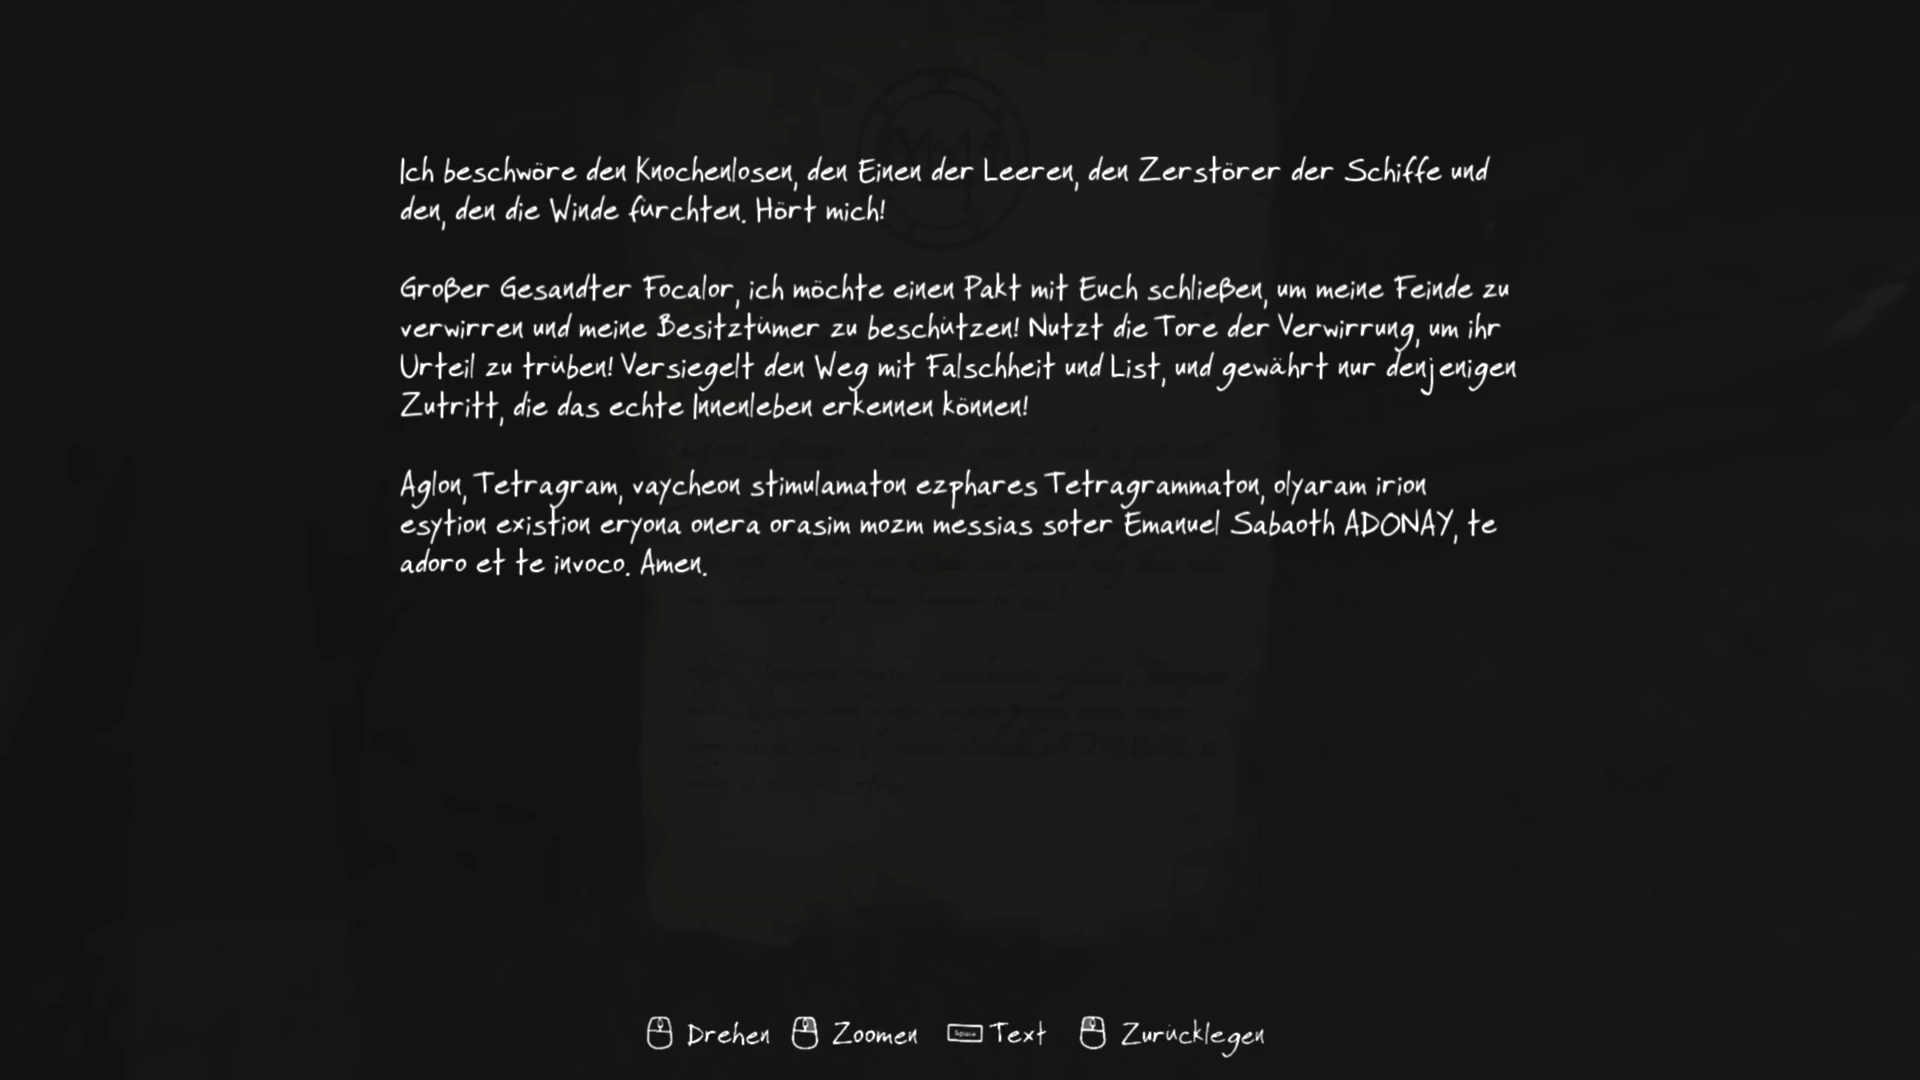 Ich beschwöre den Knochenlosen, den Einen der Leeren, den Zerstörer der Schiffe und
den, den die Winde fürchten. Hört mich!
Großer Gesandter Focalor, ich möchte einen Pakt mit Euch schließen, um meine Feinde zu
verwirren und meine Besitztümer zu beschützen! Nutzt die Tore der Verwirrung, um ihr
Urteil zu trüben! Versiegelt den Weg mit Falschheit und List, und gewährt nur denjenigen
Zutritt, die das echte Innenleben erkennen können!
Aglon, Tetragram, vaycheon stimulamaton ezphares Tetragrammaton, olyaram irion
esytion existion eryona onera orasim mozm messias soter Emanuel Sabaoth ADONAY, te
adoro et te invoco. Amen.
Drehen Zoomen Space Text Zurücklegen